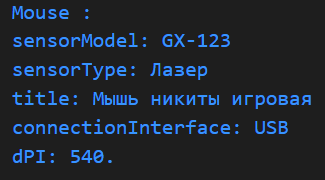 Mouse :
sensorModel: GX-123
sensorType: Лазер
title: Мышь никиты игровая
connectionInterface: USB
dPI: 540.